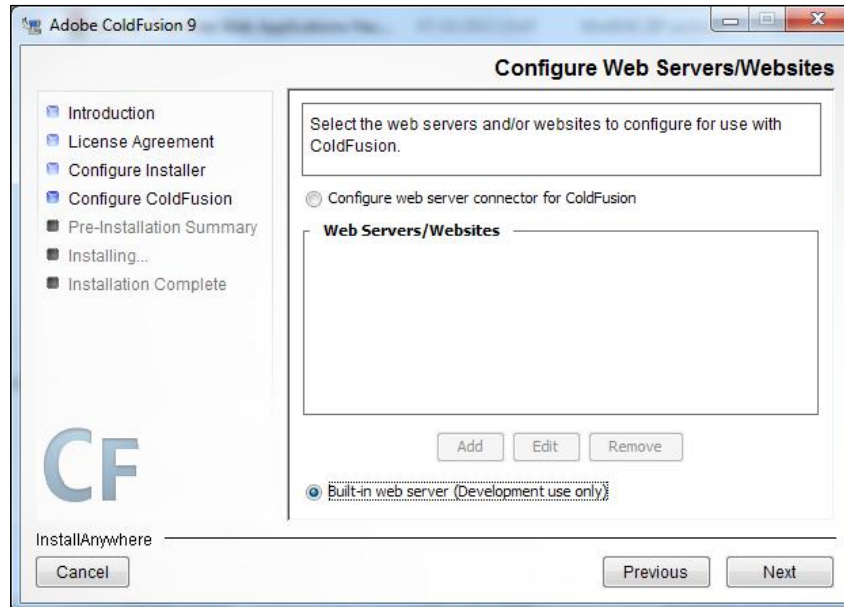 Adobe ColdFusion 9
Configure Web Servers/Websites
Introduction
License Agreement
Configure Installer
Configure ColdFusion
Pre-Installation Summary
Installing...
Installation Complete
CF
Select the web servers and/or websites to configure for use with
ColdFusion.
Configure web server connector for ColdFusion
Web Servers/Websites
Add Edit Remove
Built-in web server (Development use only)
InstallAnywhere
Cancel Previous Next